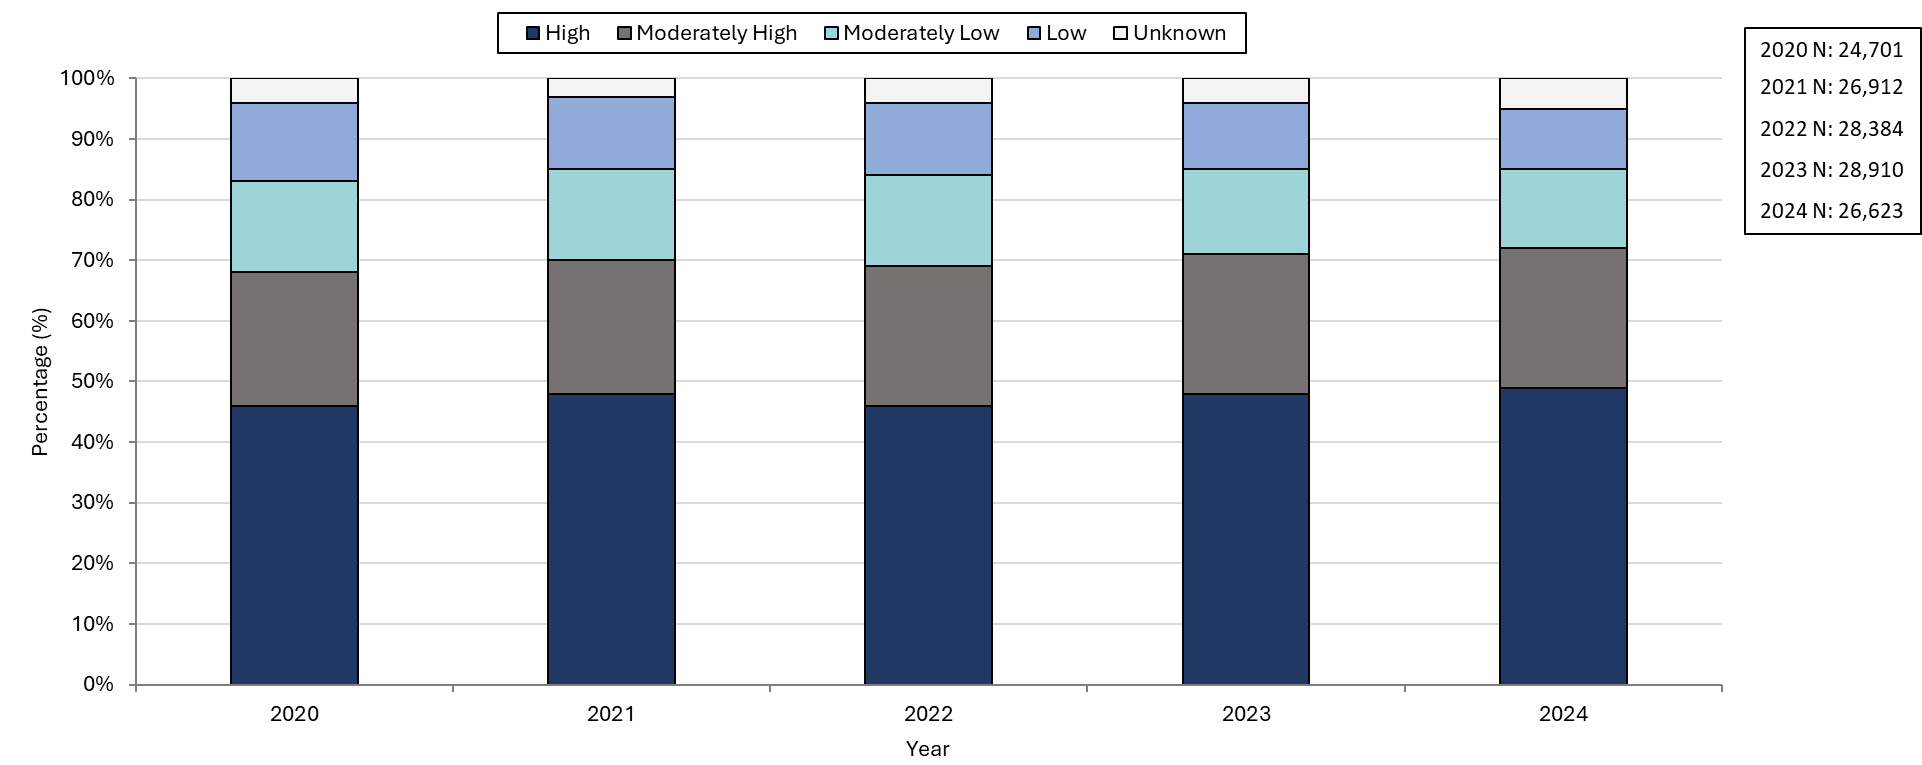 High Moderately High Moderately Low Low Unknown
2020 N: 24,701
2021 N: 26,912
2022 N: 28,384
2023 N: 28,910
2024 N: 26,623
Percentage (%)
100%
90%
80%
70%
60%
50%
40%
30%
20%
10%
0%
2020 2021 2022 2023 2024
Year